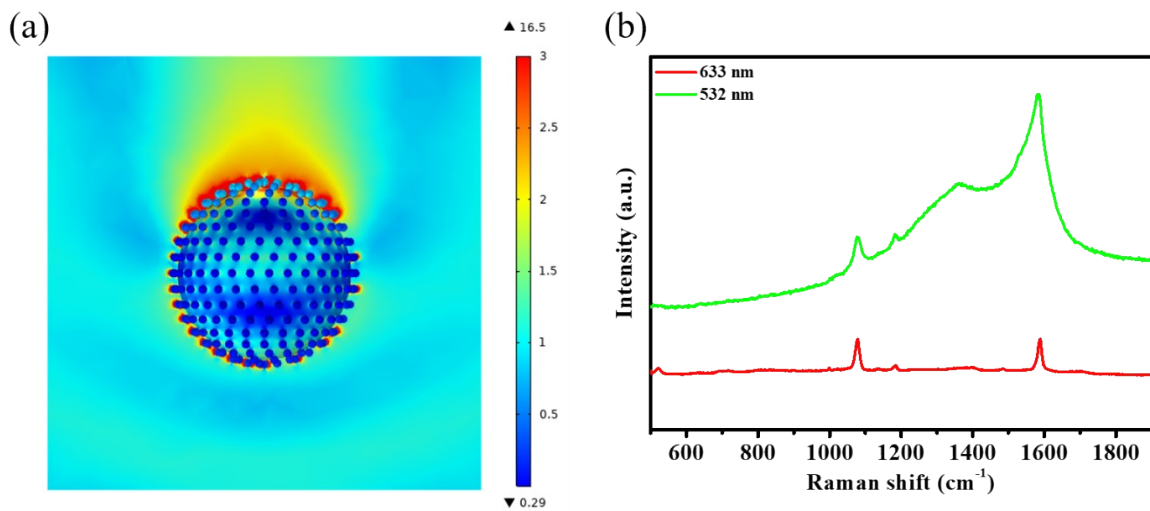 (a)
▲ 16.5
3
2.5
2
1.5
1
0.5
▼ 0.29
(b)
633 nm
532 nm
Intensity (a.u.)
600 800 1000 1200 1400 1600 1800
Raman shift (cm⁻¹)